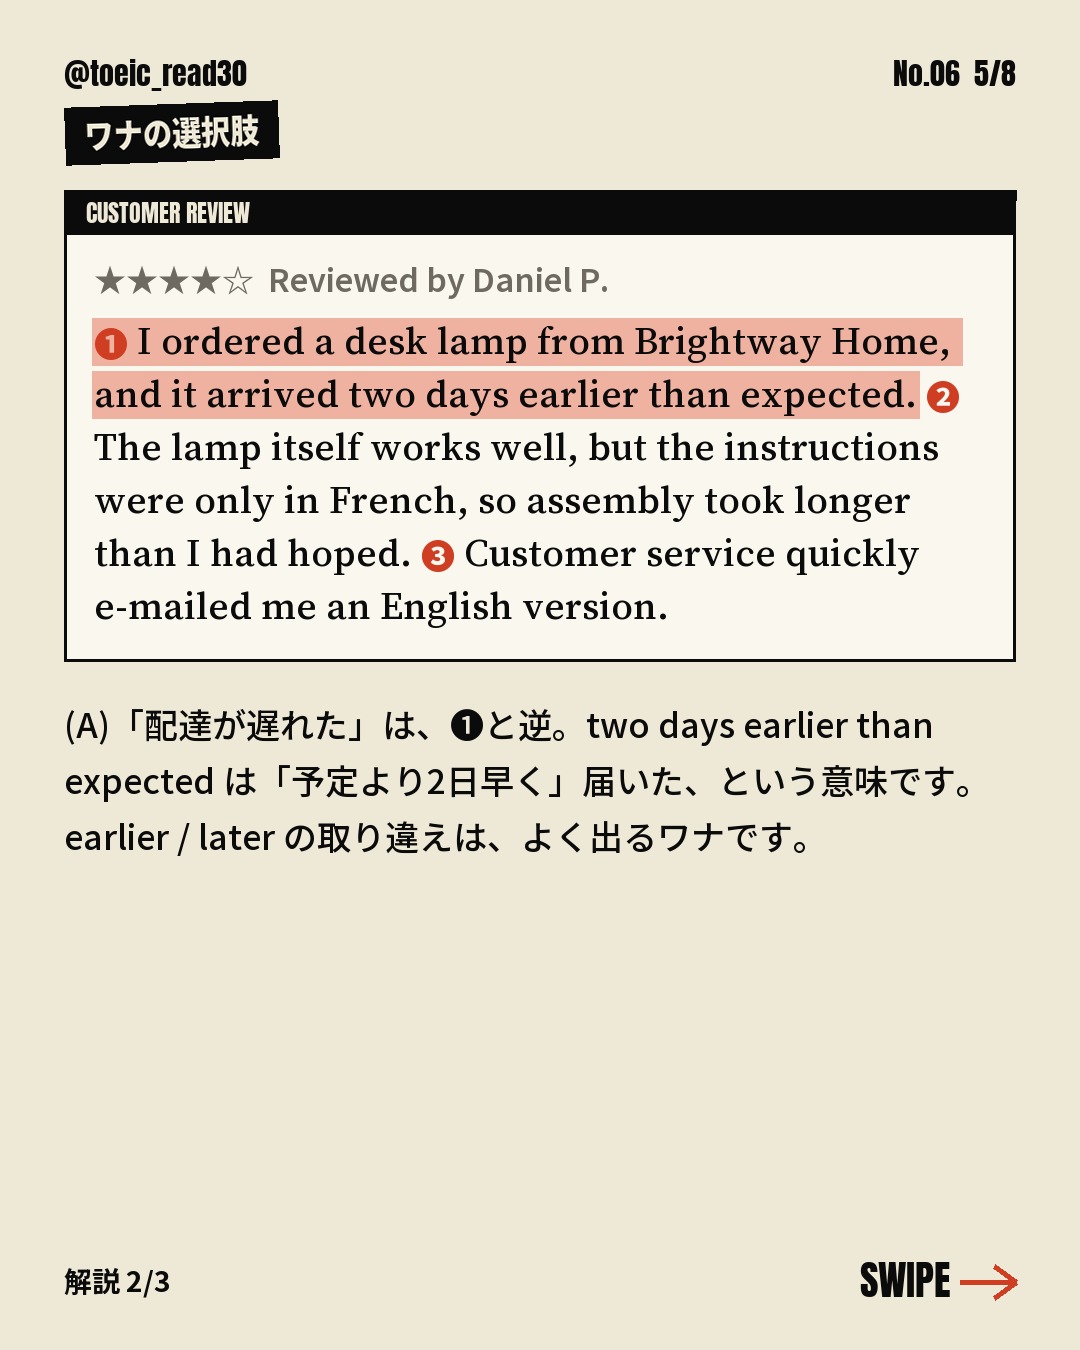 @toeic_read30
No.06 5/8
ワナの選択肢
CUSTOMER REVIEW
★★★★☆ Reviewed by Daniel P.
❶ I ordered a desk lamp from Brightway Home,
and it arrived two days earlier than expected. ❷
The lamp itself works well, but the instructions
were only in French, so assembly took longer
than I had hoped. ❸ Customer service quickly
e-mailed me an English version.
(A)「配達が遅れた」は、❶と逆。two days earlier than
expected は「予定より2日早く」届いた、という意味です。
earlier / later の取り違えは、よく出るワナです。
解説 2/3
SWIPE →